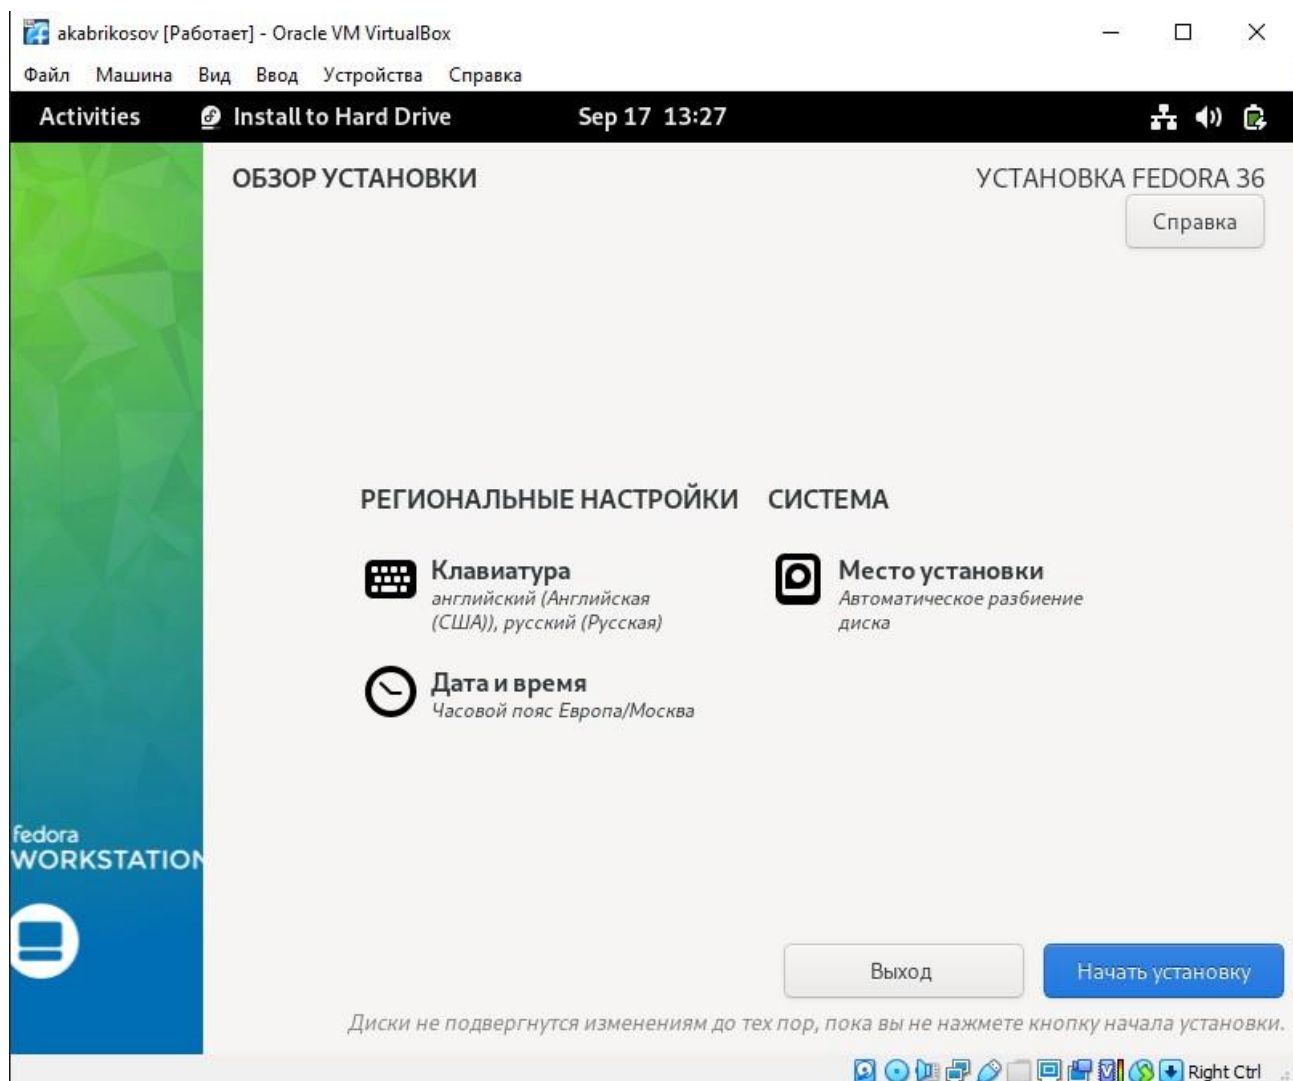 akabrikosov [Работает] - Oracle VM VirtualBox
Файл Машина Вид Ввод Устройства Справка
Activities Install to Hard Drive Sep 17 13:27
ОБЗОР УСТАНОВКИ УСТАНОВКА FEDORA 36
Справка
РЕГИОНАЛЬНЫЕ НАСТРОЙКИ СИСТЕМА
Клавиатура
английский (Английская
(США)), русский (Русская)
Место установки
Автоматическое разбиение
диска
Дата и время
Часовой пояс Европа/Москва
fedora
WORKSTATION
Выход Начать установку
Диски не подвергнутся изменениям до тех пор, пока вы не нажмете кнопку начала установки.
Right Ctrl